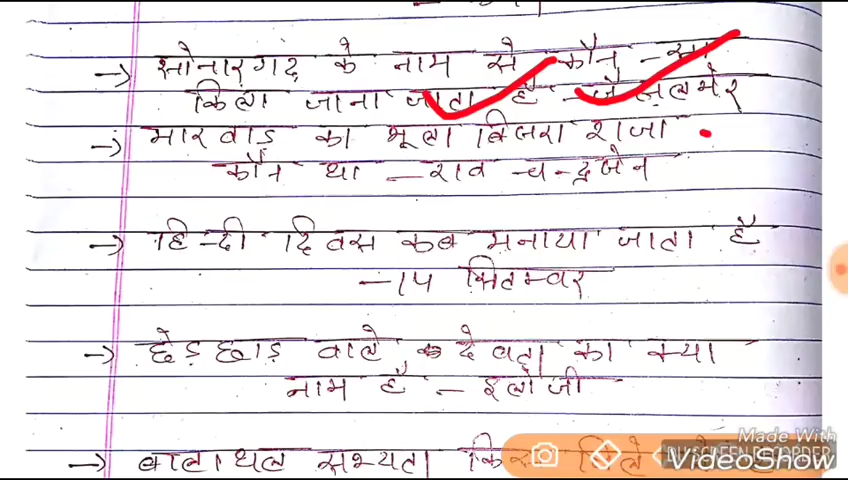 → सोनारगढ के नाम से कौन - सा
किला जाना जाता है - जैसलमेर
→ मारवाड का भूला बिसरा राजा
कौन था - राव चन्द्रसेन
→ हिन्दी दिवस कब मनाया जाता है
- 14 सितम्बर
→ छेड़छाड़ वाले देवता का क्या
नाम है - इलोजी
→ बालाथल सभ्यता किस जिले
Made With
VideoShow